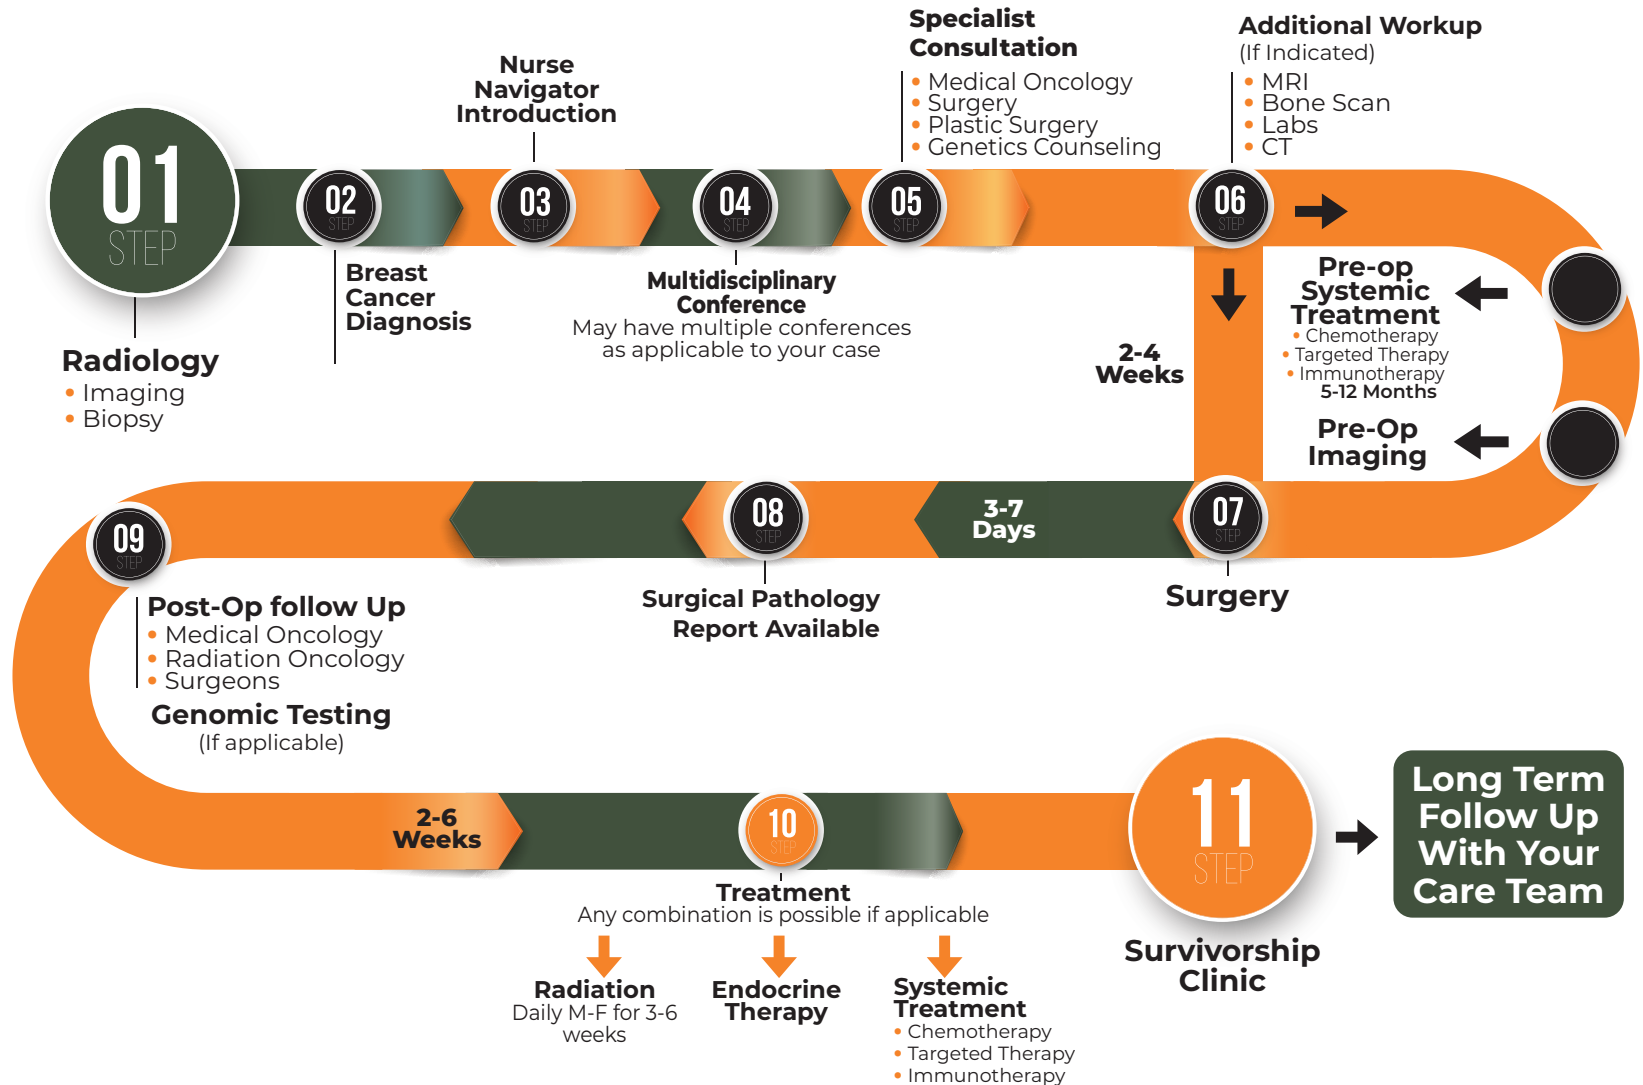 01
STEP
Radiology
• Imaging
• Biopsy
02
STEP
Breast
Cancer
Diagnosis
Nurse
Navigator
Introduction
03
STEP
04
STEP
Multidisciplinary
Conference
May have multiple conferences
as applicable to your case
Specialist
Consultation
• Medical Oncology
• Surgery
• Plastic Surgery
• Genetics Counseling
05
STEP
Additional Workup
(If Indicated)
• MRI
• Bone Scan
• Labs
• CT
06
STEP
2-4
Weeks
Pre-op
Systemic
Treatment
• Chemotherapy
• Targeted Therapy
• Immunotherapy
5-12 Months
Pre-Op
Imaging
07
STEP
Surgery
3-7
Days
08
STEP
Surgical Pathology
Report Available
09
STEP
Post-Op follow Up
• Medical Oncology
• Radiation Oncology
• Surgeons
Genomic Testing
(If applicable)
2-6
Weeks
10
STEP
Treatment
Any combination is possible if applicable
Radiation
Daily M-F for 3-6
weeks
Endocrine
Therapy
Systemic
Treatment
• Chemotherapy
• Targeted Therapy
• Immunotherapy
11
STEP
Survivorship
Clinic
Long Term
Follow Up
With Your
Care Team